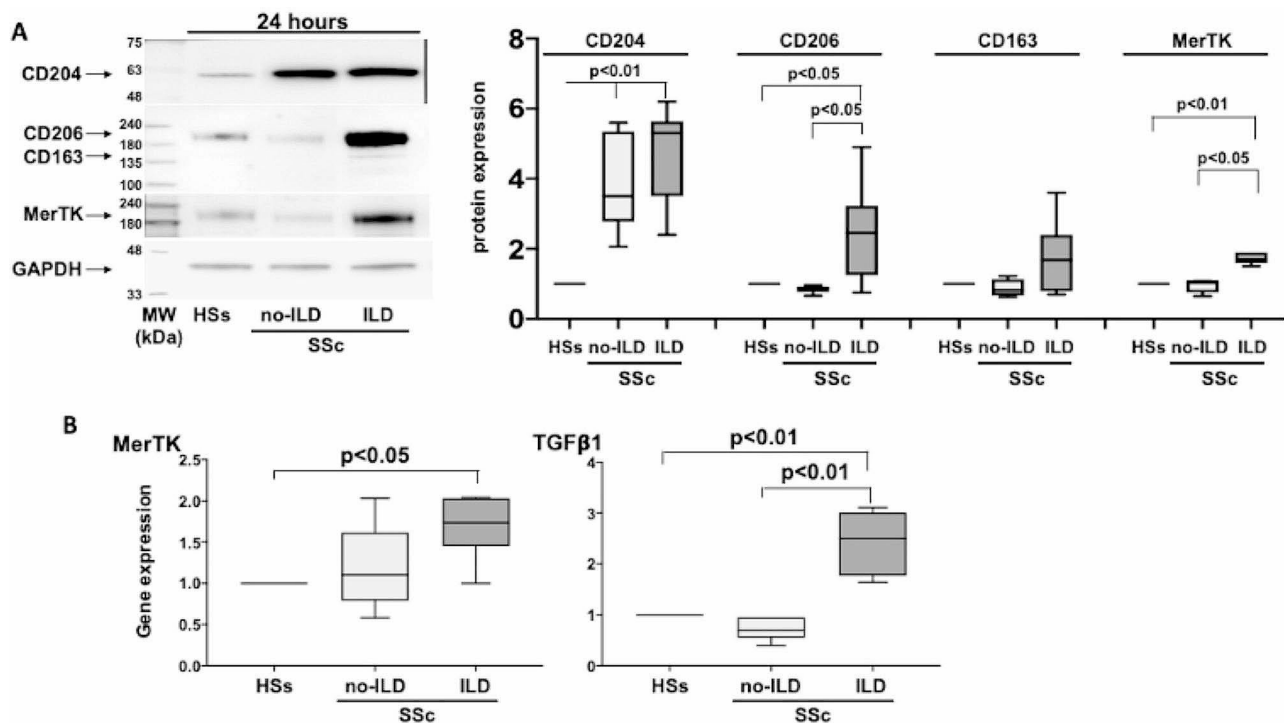 A
24 hours
CD204
75
63
48
CD206
CD163
240
180
135
100
MerTK
240
180
GAPDH
48
33
MW
(kDa)
HSs
no-ILD
ILD
SSc
protein expression
8
6
4
2
0
CD204
CD206
CD163
MerTK
p<0.01
p<0.05
p<0.05
p<0.01
p<0.05
HSs no-ILD ILD
HSs no-ILD ILD
HSs no-ILD ILD
HSs no-ILD ILD
SSc
SSc
SSc
SSc
B
MerTK
Gene expression
2.5
2.0
1.5
1.0
0.5
0.0
p<0.05
HSs
no-ILD
ILD
SSc
TGFβ1
4
3
2
1
0
p<0.01
p<0.01
HSs
no-ILD
ILD
SSc